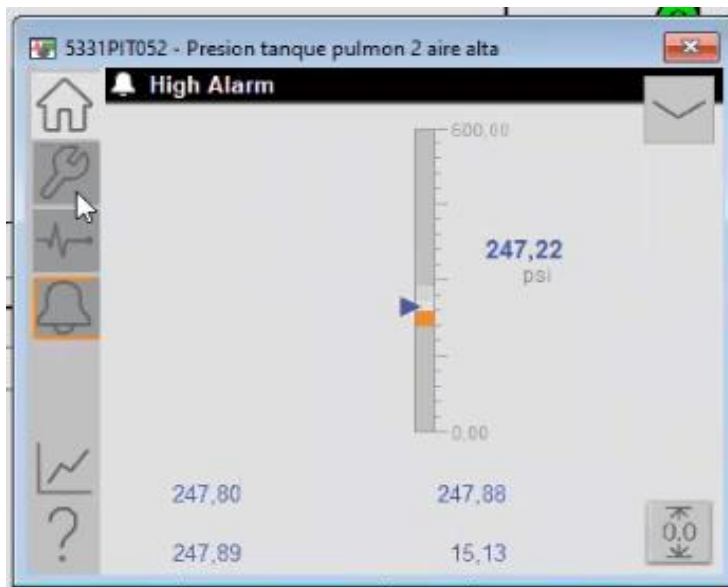 5331PIT052 - Presion tanque pulmon 2 aire alta
High Alarm
600,00
247,22
psi
0,00
247,80 247,88
247,89 15,13
0.0
?